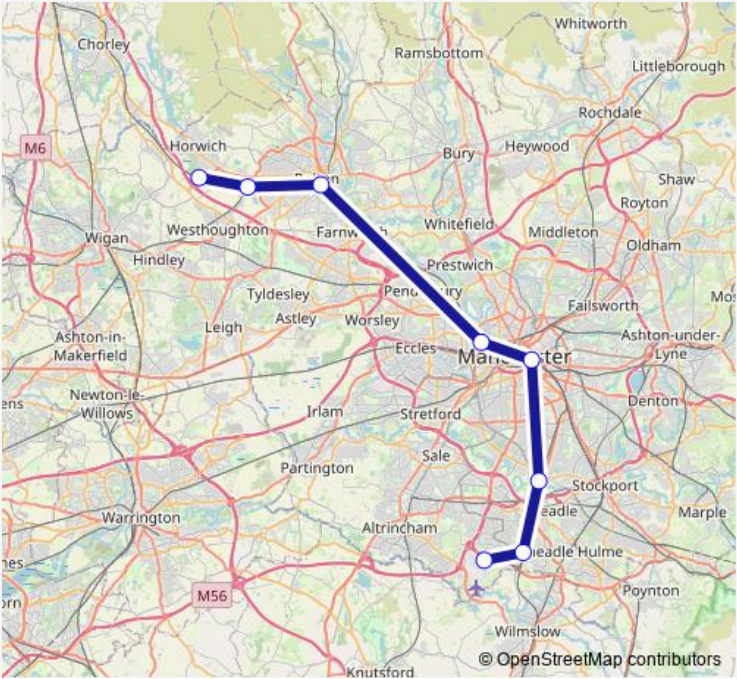 Whitworth
Chorley
Ramsbottom
Littleborough
Rochdale
M6
Horwich
Heywood
Bury
Shaw
Royton
Westhoughton
Whitefield
Middleton
Wigan
Oldham
Hindley
Prestwich
Tyldesley
Failsworth
Leigh
Astley
Worsley
Ashton-in-
Makerfield
Eccles
Ashton-under-
Lyne
Newton-le-
Willows
Denton
Irlam
Stretford
Sale
Partington
Stockport
Warrington
Altrincham
Marple
Hulme
M56
Poynton
Wilmslow
Knutsford
© OpenStreetMap contributors